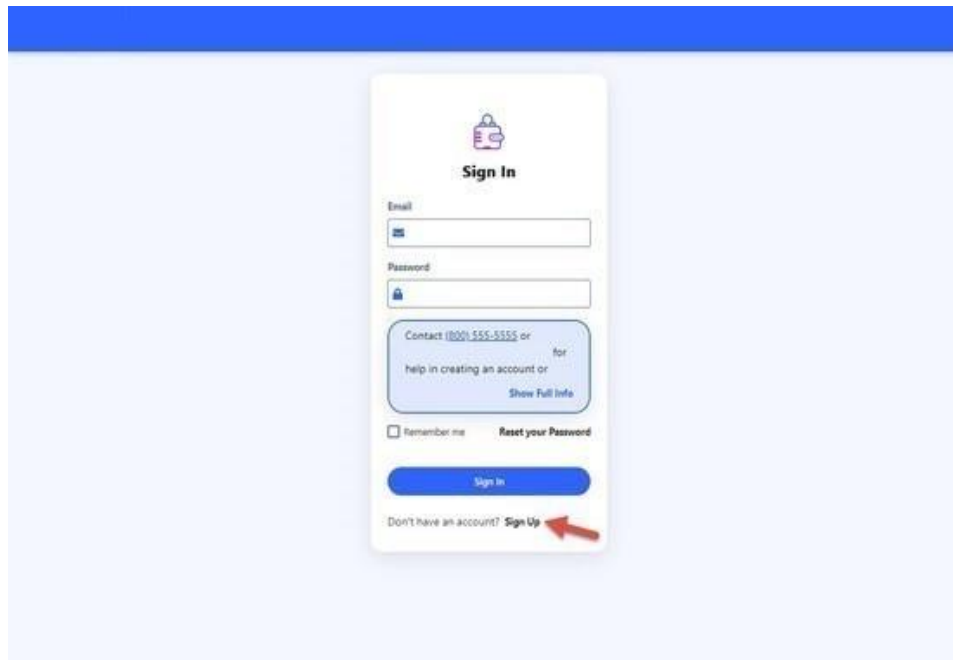 Sign In
Email
Password
Contact (800) 555-5555 or
for
help in creating an account or
Show Full Info
Remember me Reset your Password
Sign In
Don't have an account? Sign Up